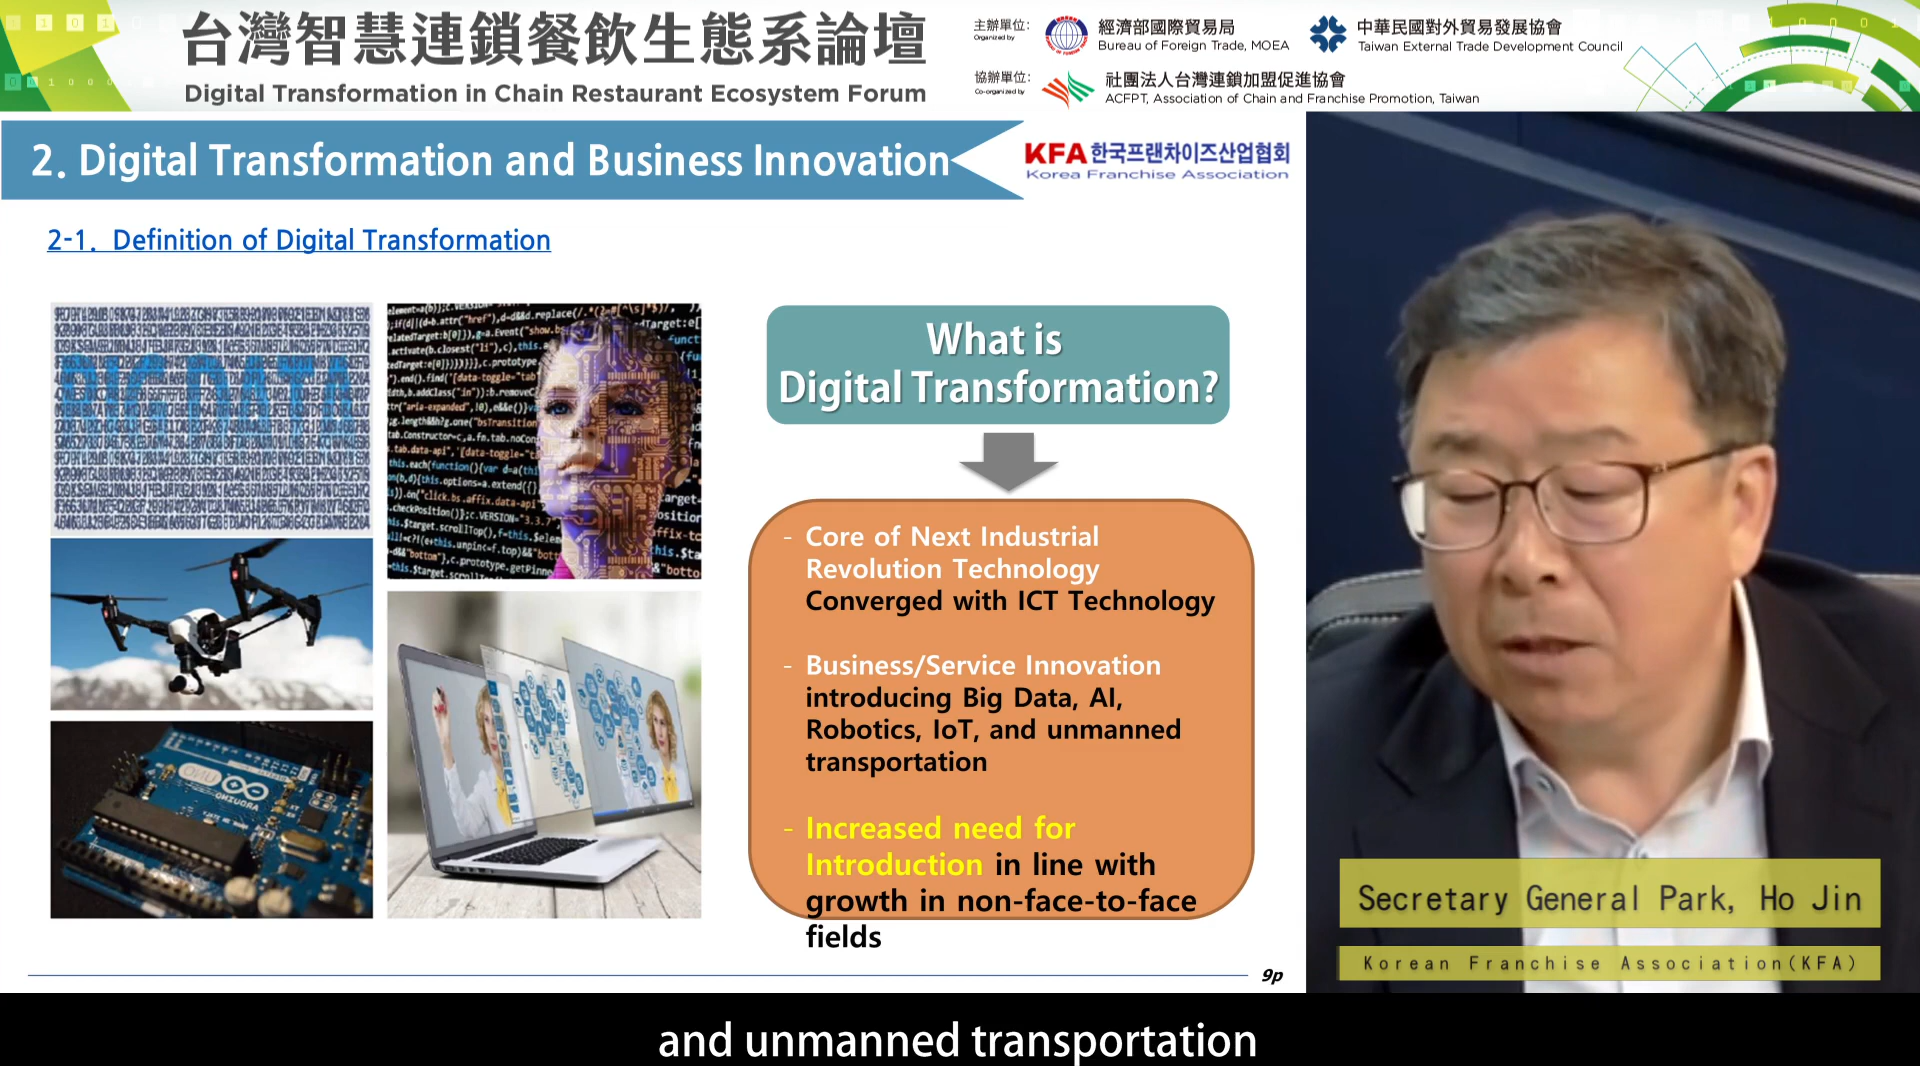 台灣智慧連鎖餐飲生態系論壇
Digital Transformation in Chain Restaurant Ecosystem Forum
主辦單位:
Organized by
經濟部國際貿易局
Bureau of Foreign Trade, MOEA
中華民國對外貿易發展協會
Taiwan External Trade Development Council
協辦單位:
Co-organized by
社團法人台灣連鎖加盟促進協會
ACFPT, Association of Chain and Franchise Promotion, Taiwan
2. Digital Transformation and Business Innovation
KFA 한국프랜차이즈산업협회
Korea Franchise Association
2-1. Definition of Digital Transformation
What is
Digital Transformation?
- Core of Next Industrial
Revolution Technology
Converged with ICT Technology
- Business/Service Innovation
introducing Big Data, AI,
Robotics, IoT, and unmanned
transportation
- Increased need for
Introduction in line with
growth in non-face-to-face
fields
9p
Secretary General Park, Ho Jin
Korean Franchise Association(KFA)
and unmanned transportation